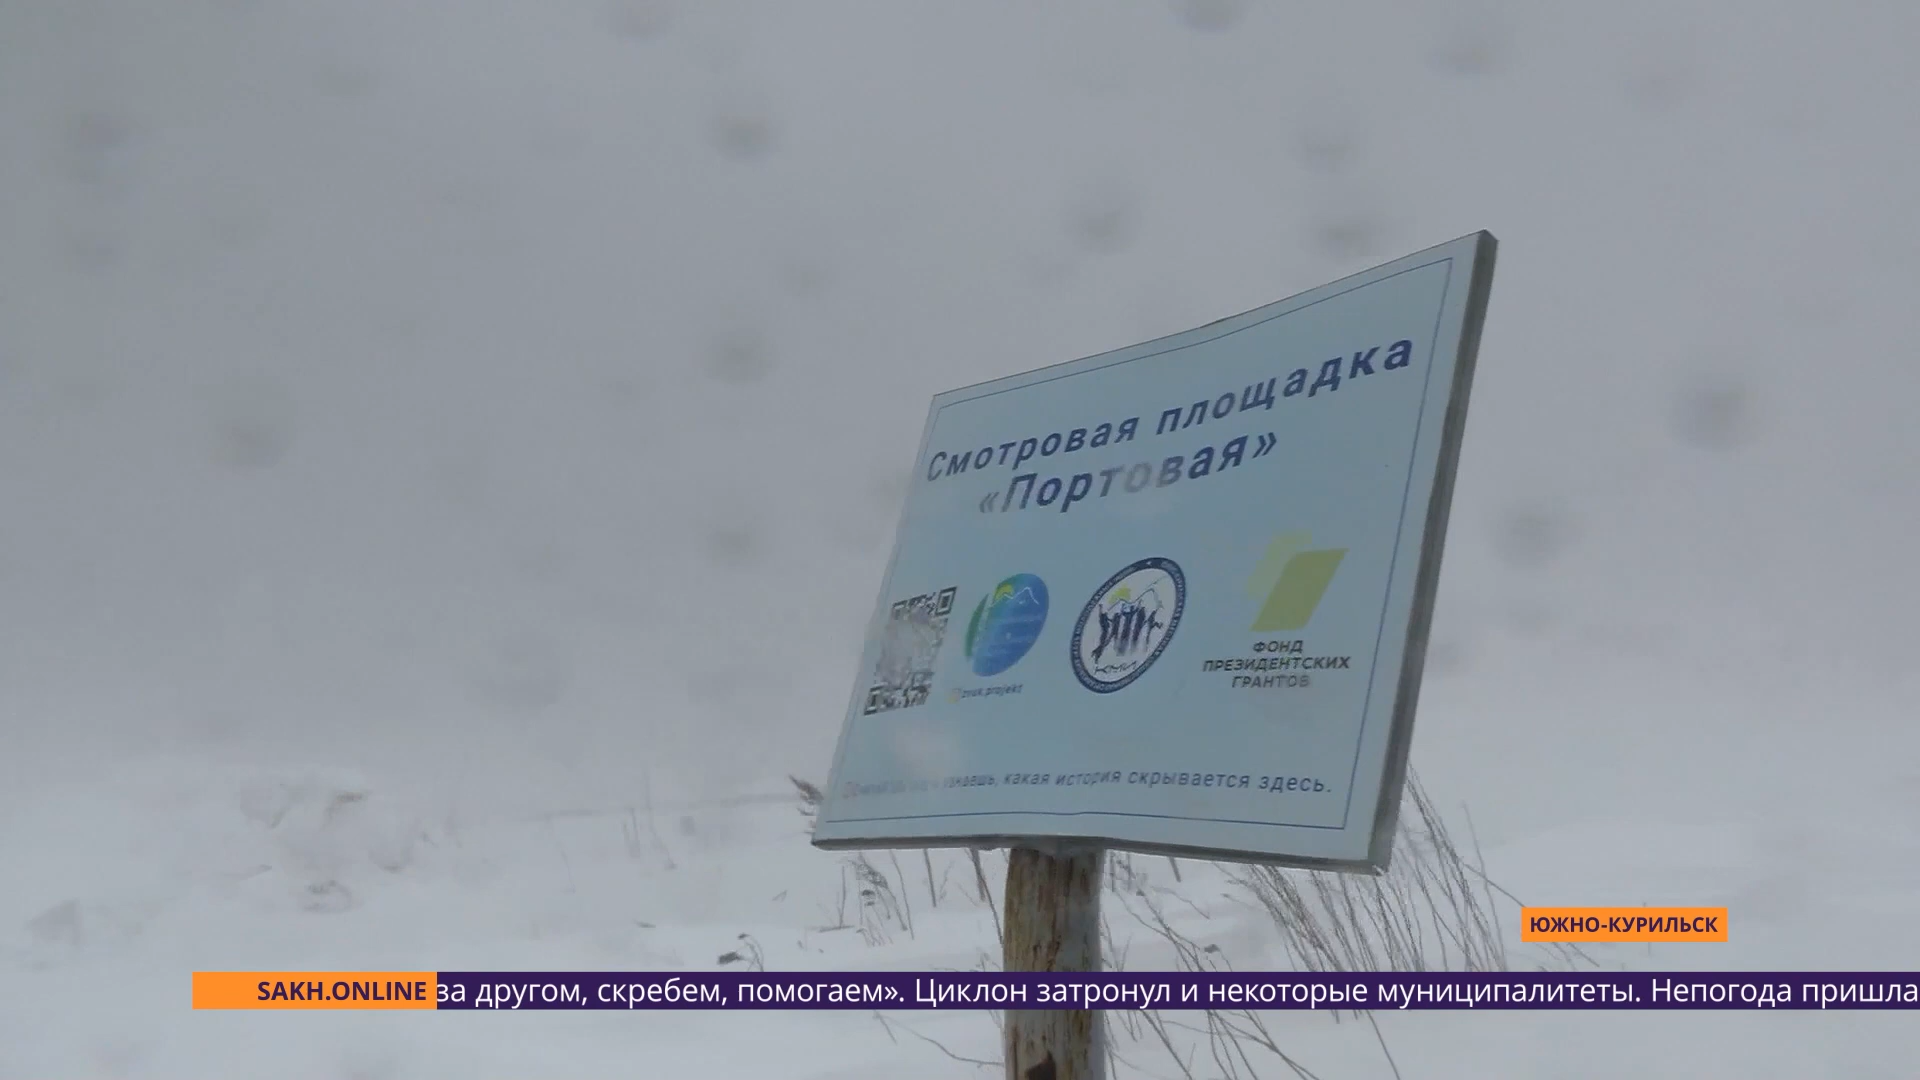 Смотровая площадка
«Портовая»
ФОНД
ПРЕЗИДЕНТСКИХ
ГРАНТОВ
какая история скрывается здесь.
ЮЖНО-КУРИЛЬСК
SAKH.ONLINE за другом, скребем, помогаем». Циклон затронул и некоторые муниципалитеты. Непогода пришла